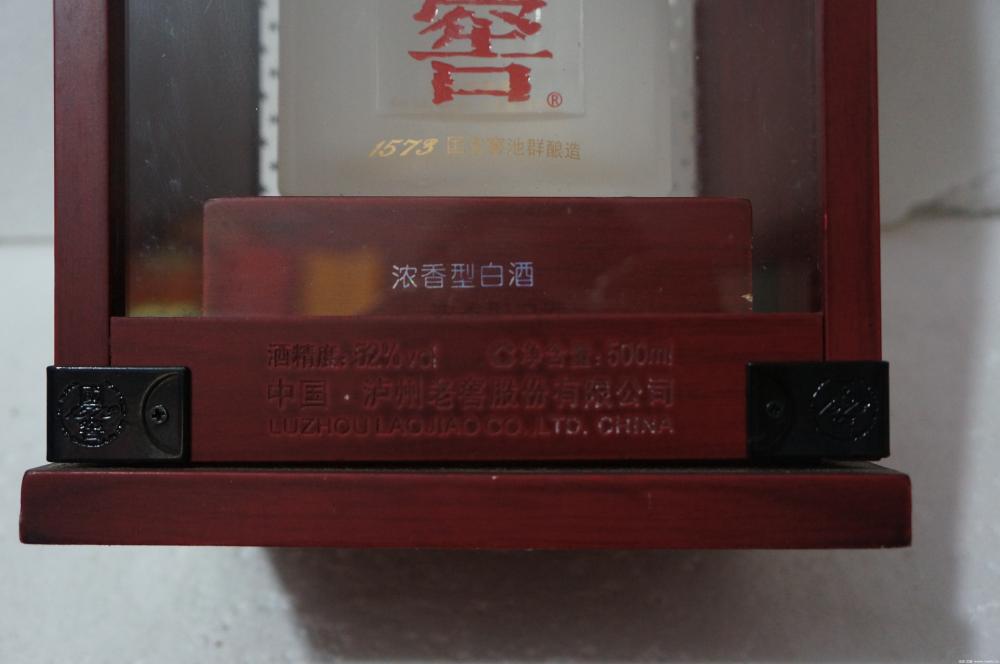 窖®
1573 国宝窖池群酿造
浓香型白酒
酒精度: 52% vol 净含量: 500ml
中国·泸州老窖股份有限公司
LUZHOU LAOJIAO CO.,LTD. CHINA